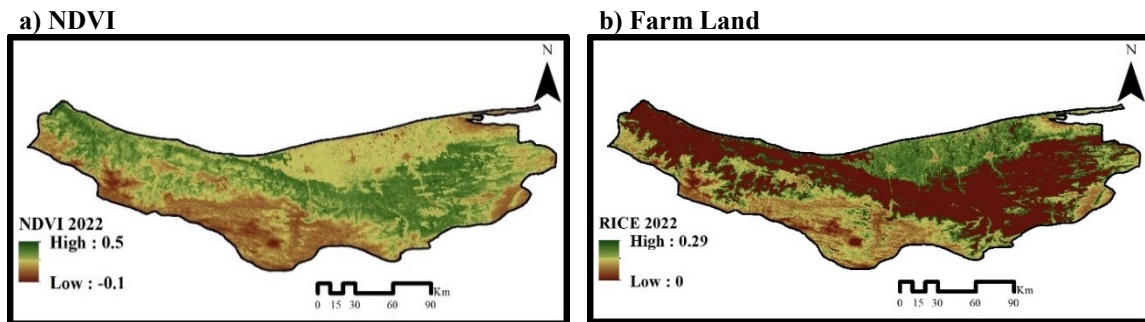 a) NDVI
N
NDVI 2022
High : 0.5
Low : -0.1
Km
0 15 30 60 90
b) Farm Land
N
RICE 2022
High : 0.29
Low : 0
Km
0 15 30 60 90